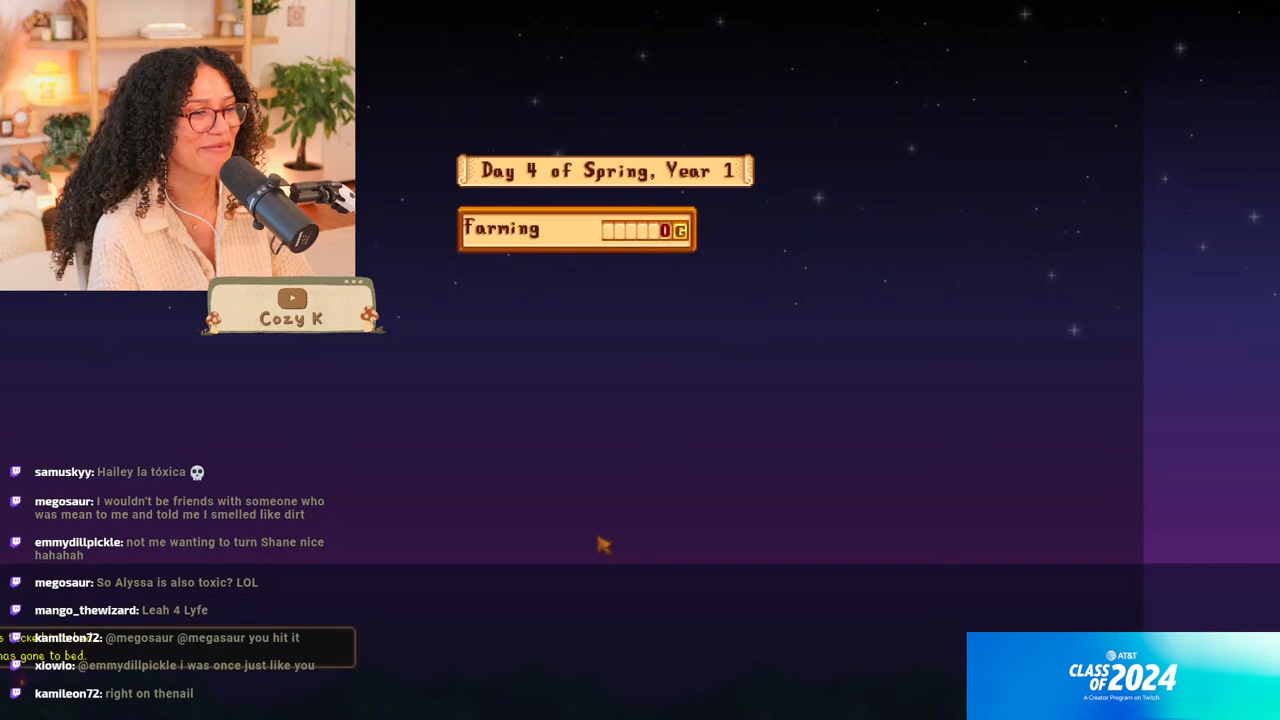 Day 4 of Spring, Year 1
Farming
0 G
Cozy K
samuskyy: Hailey la tóxica
megosaur: I wouldn't be friends with someone who
was mean to me and told me I smelled like dirt
emmydillpickle: not me wanting to turn Shane nice
hahahah
megosaur: So Alyssa is also toxic? LOL
mango_thewizard: Leah 4 Lyfe
kamileon72: @megosaur @megasaur you hit it
has gone to bed.
xlowlo: @emmydillpickle i was once just like you
kamileon72: right on thenail
AT&T
CLASS
OF 2024
A Creator Program on Twitch